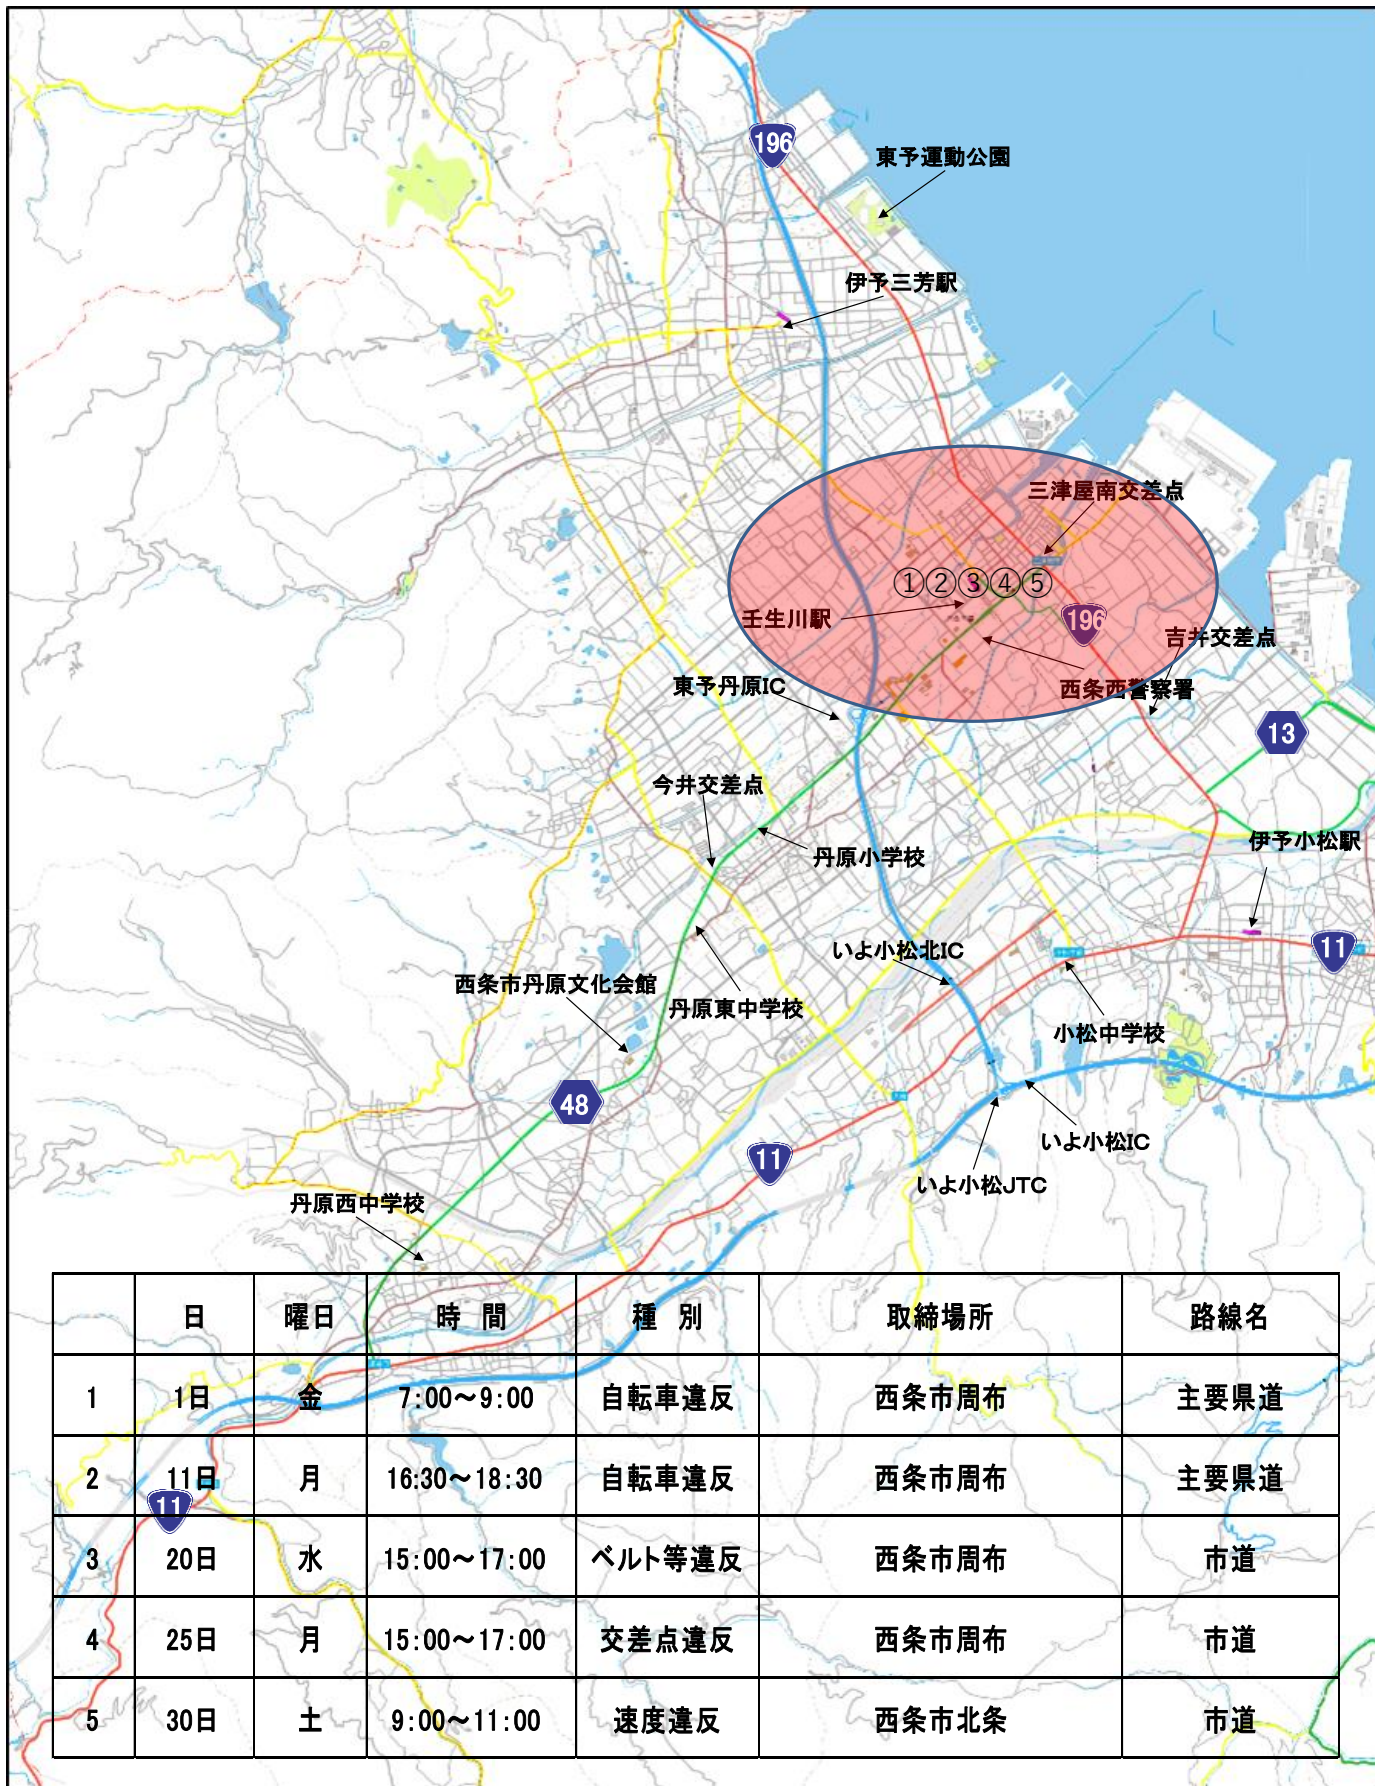 196
東予運動公園
伊予三芳駅
三津屋南交差点
①②③④⑤
壬生川駅
196
吉井交差点
東予丹原IC
西条西警察署
13
今井交差点
丹原小学校
伊予小松駅
いよ小松北IC
11
西条市丹原文化会館
丹原東中学校
小松中学校
48
いよ小松IC
11
いよ小松JTC
丹原西中学校
日 曜日 時 間 種 別 取締場所 路線名
1 1日 金 7:00～9:00 自転車違反 西条市周布 主要県道
2 11日 月 16:30～18:30 自転車違反 西条市周布 主要県道
11
3 20日 水 15:00～17:00 ベルト等違反 西条市周布 市道
4 25日 月 15:00～17:00 交差点違反 西条市周布 市道
5 30日 土 9:00～11:00 速度違反 西条市北条 市道